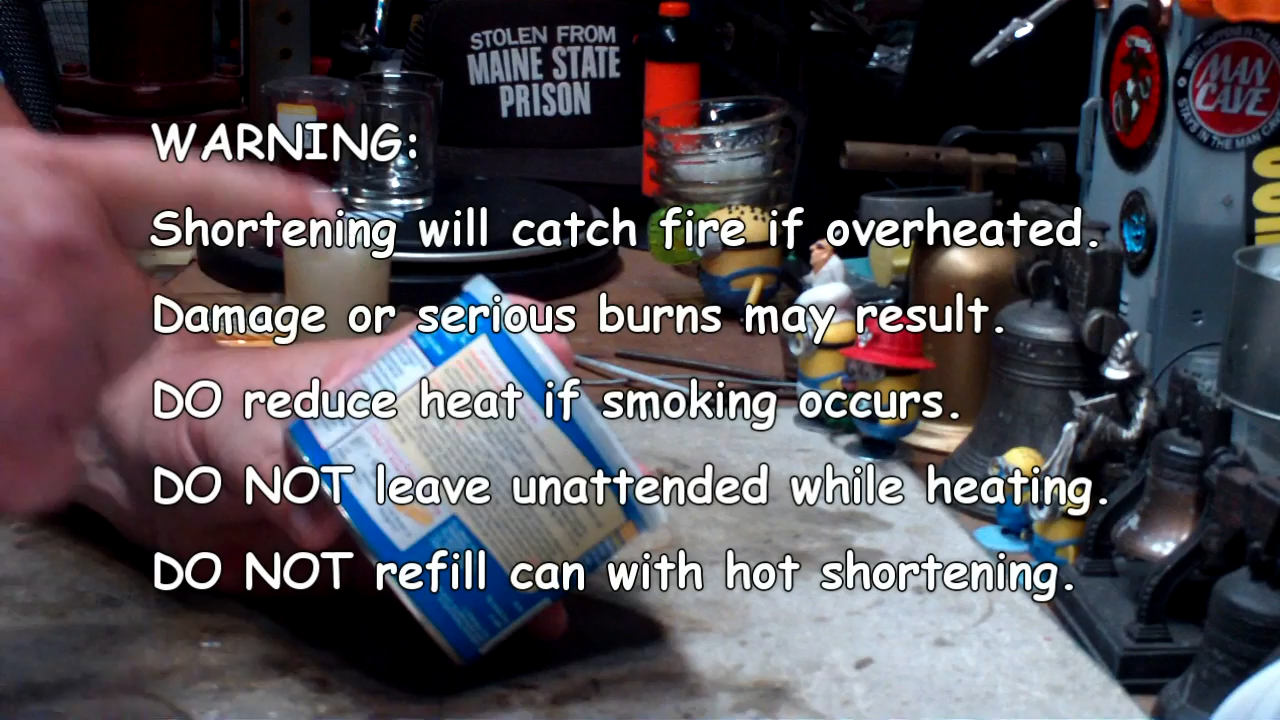 STOLEN FROM
MAINE STATE
PRISON
MAN
CAVE
WARNING:
Shortening will catch fire if overheated.
Damage or serious burns may result.
DO reduce heat if smoking occurs.
DO NOT leave unattended while heating.
DO NOT refill can with hot shortening.